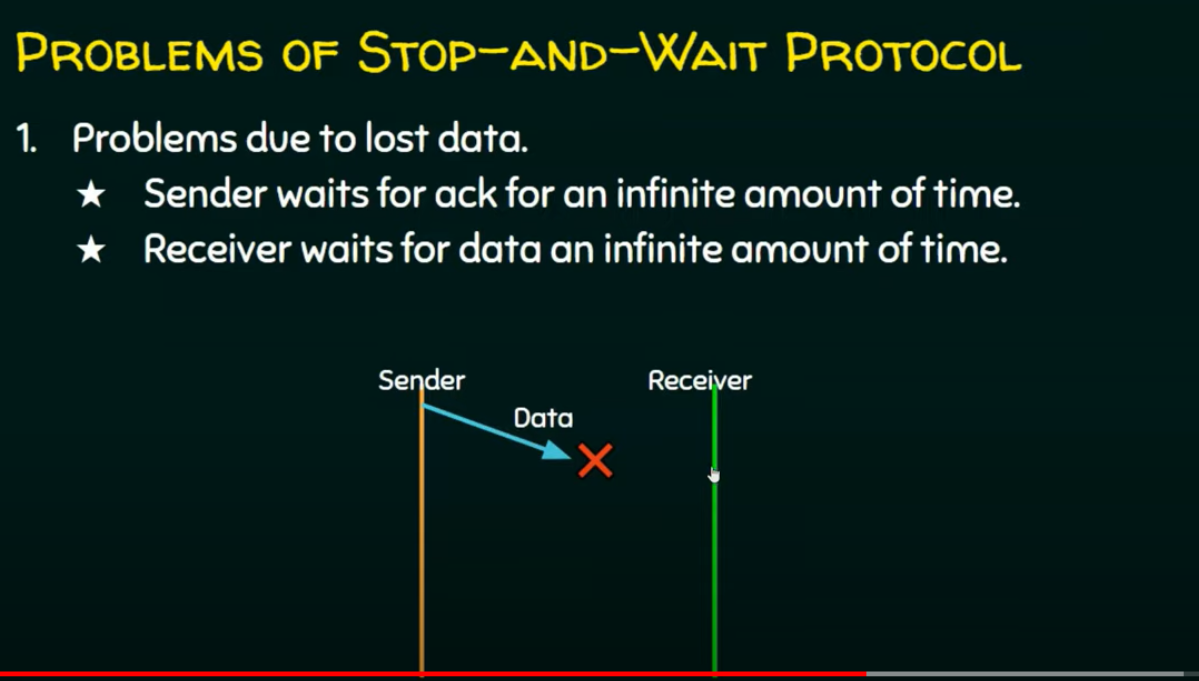 PROBLEMS OF STOP-AND-WAIT PROTOCOL
1. Problems due to lost data.
★ Sender waits for ack for an infinite amount of time.
★ Receiver waits for data an infinite amount of time.
Sender
Receiver
Data